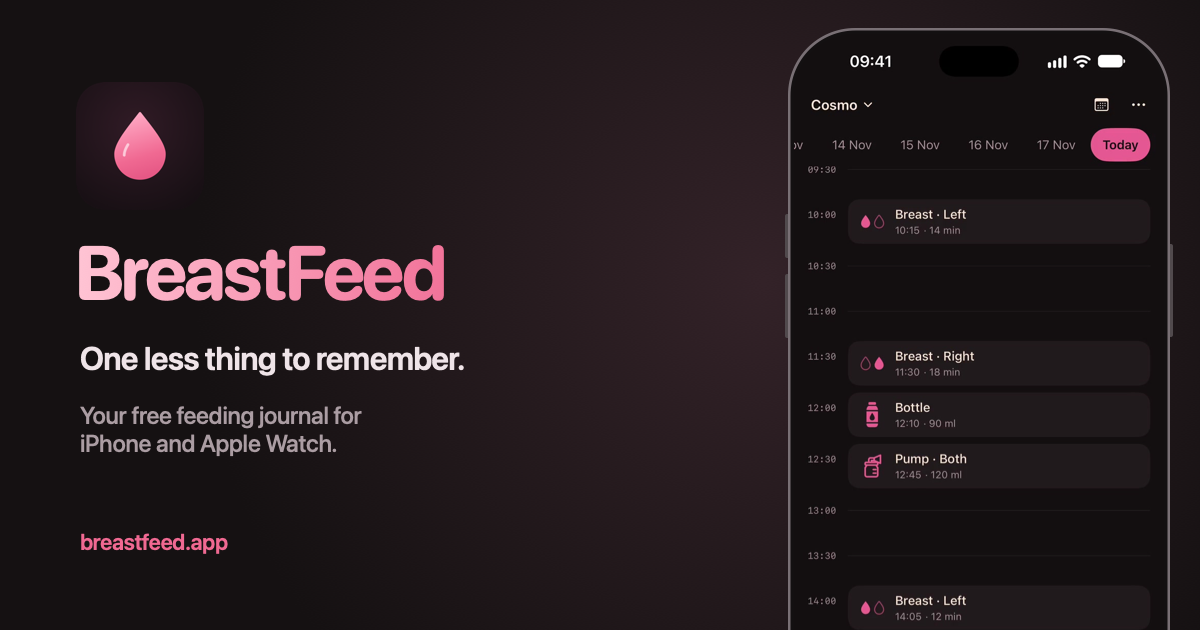 BreastFeed
One less thing to remember.
Your free feeding journal for
iPhone and Apple Watch.
breastfeed.app
09:41
Cosmo
ov 14 Nov 15 Nov 16 Nov 17 Nov Today
09:30
10:00 Breast · Left
10:15 · 14 min
10:30
11:00
11:30 Breast · Right
11:30 · 18 min
12:00 Bottle
12:10 · 90 ml
12:30 Pump · Both
12:45 · 120 ml
13:00
13:30
14:00 Breast · Left
14:05 · 12 min